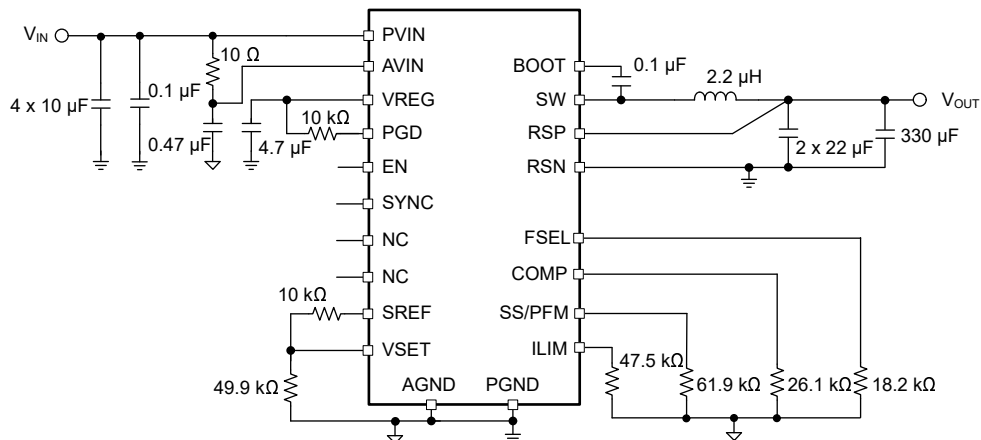 V_IN
4 x 10 µF
0.1 µF
10 Ω
0.47 µF
4.7 µF
10 kΩ
10 kΩ
49.9 kΩ
PVIN
AVIN
VREG
PGD
EN
SYNC
NC
NC
SREF
VSET
AGND
PGND
BOOT
SW
RSP
RSN
FSEL
COMP
SS/PFM
ILIM
0.1 µF
2.2 µH
V_OUT
2 x 22 µF
330 µF
47.5 kΩ
61.9 kΩ
26.1 kΩ
18.2 kΩ